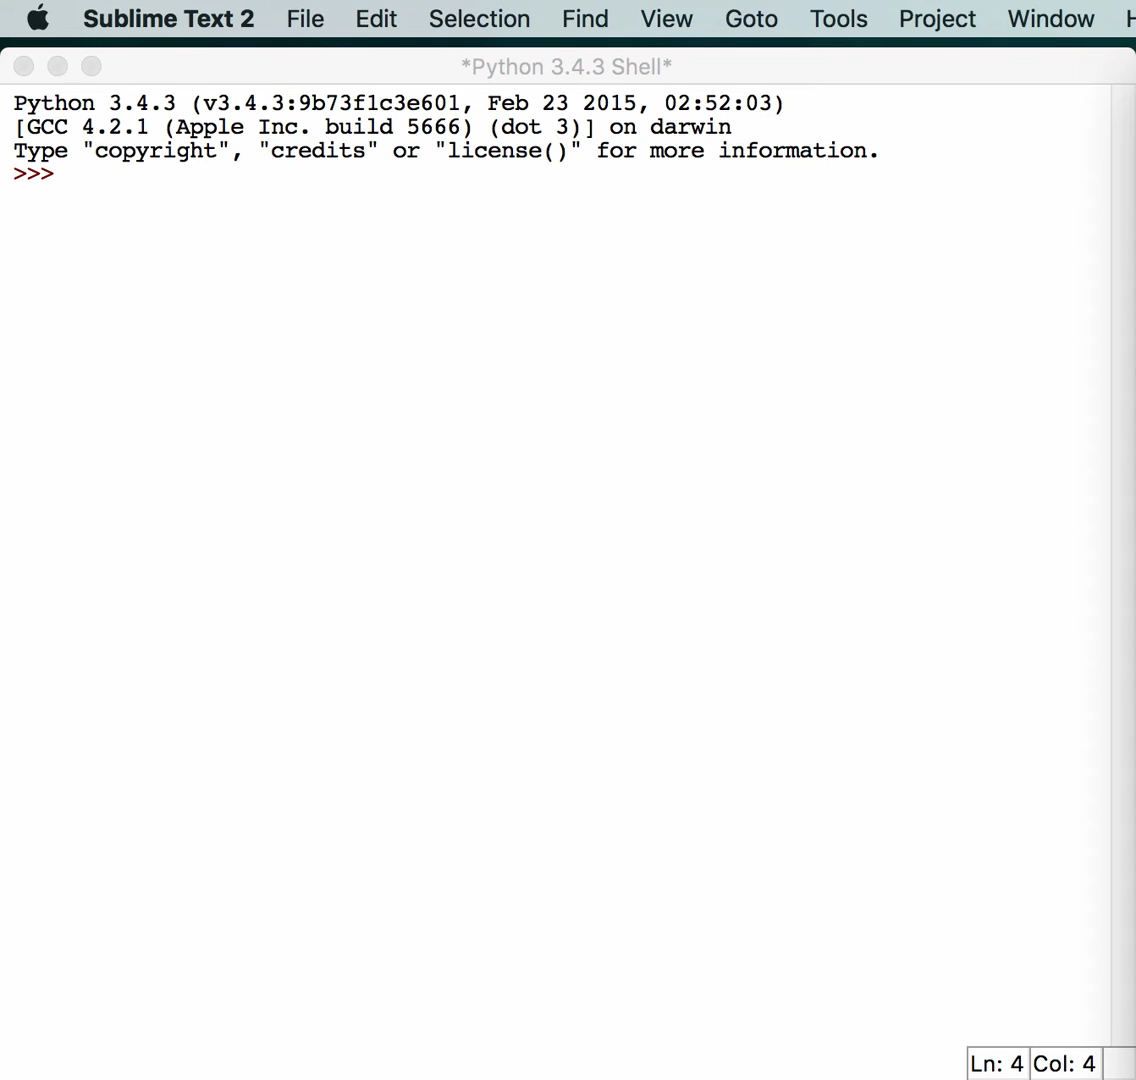 Sublime Text 2 File Edit Selection Find View Goto Tools Project Window
*Python 3.4.3 Shell*
Python 3.4.3 (v3.4.3:9b73f1c3e601, Feb 23 2015, 02:52:03)
[GCC 4.2.1 (Apple Inc. build 5666) (dot 3)] on darwin
Type "copyright", "credits" or "license()" for more information.
>>>
Ln: 4 Col: 4